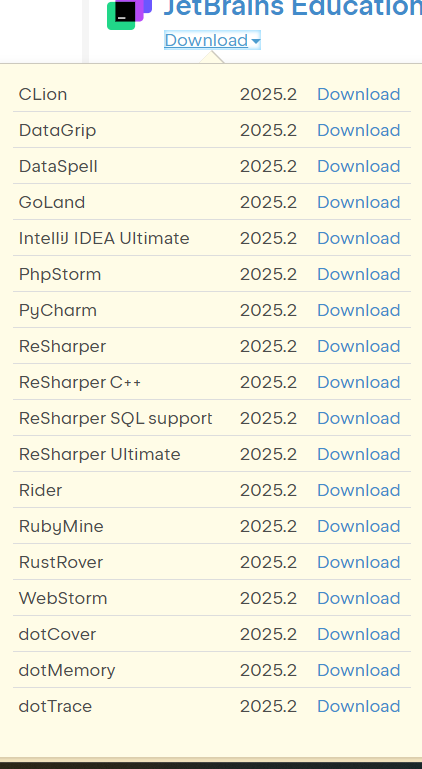 JetBrains Education
Download
CLion 2025.2 Download
DataGrip 2025.2 Download
DataSpell 2025.2 Download
GoLand 2025.2 Download
IntelliJ IDEA Ultimate 2025.2 Download
PhpStorm 2025.2 Download
PyCharm 2025.2 Download
ReSharper 2025.2 Download
ReSharper C++ 2025.2 Download
ReSharper SQL support 2025.2 Download
ReSharper Ultimate 2025.2 Download
Rider 2025.2 Download
RubyMine 2025.2 Download
RustRover 2025.2 Download
WebStorm 2025.2 Download
dotCover 2025.2 Download
dotMemory 2025.2 Download
dotTrace 2025.2 Download